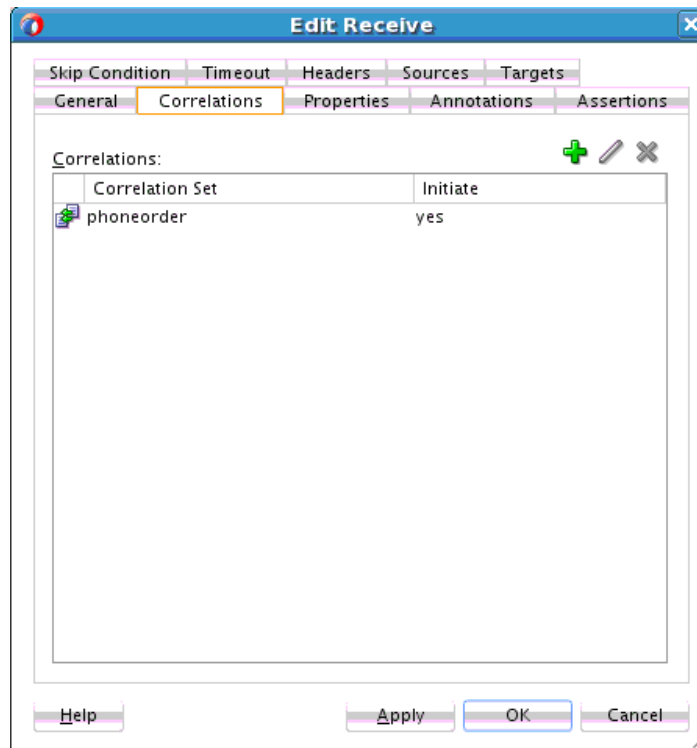 Edit Receive
Skip Condition Timeout Headers Sources Targets
General Correlations Properties Annotations Assertions
Correlations:
Correlation Set Initiate
phoneorder yes
Help Apply OK Cancel